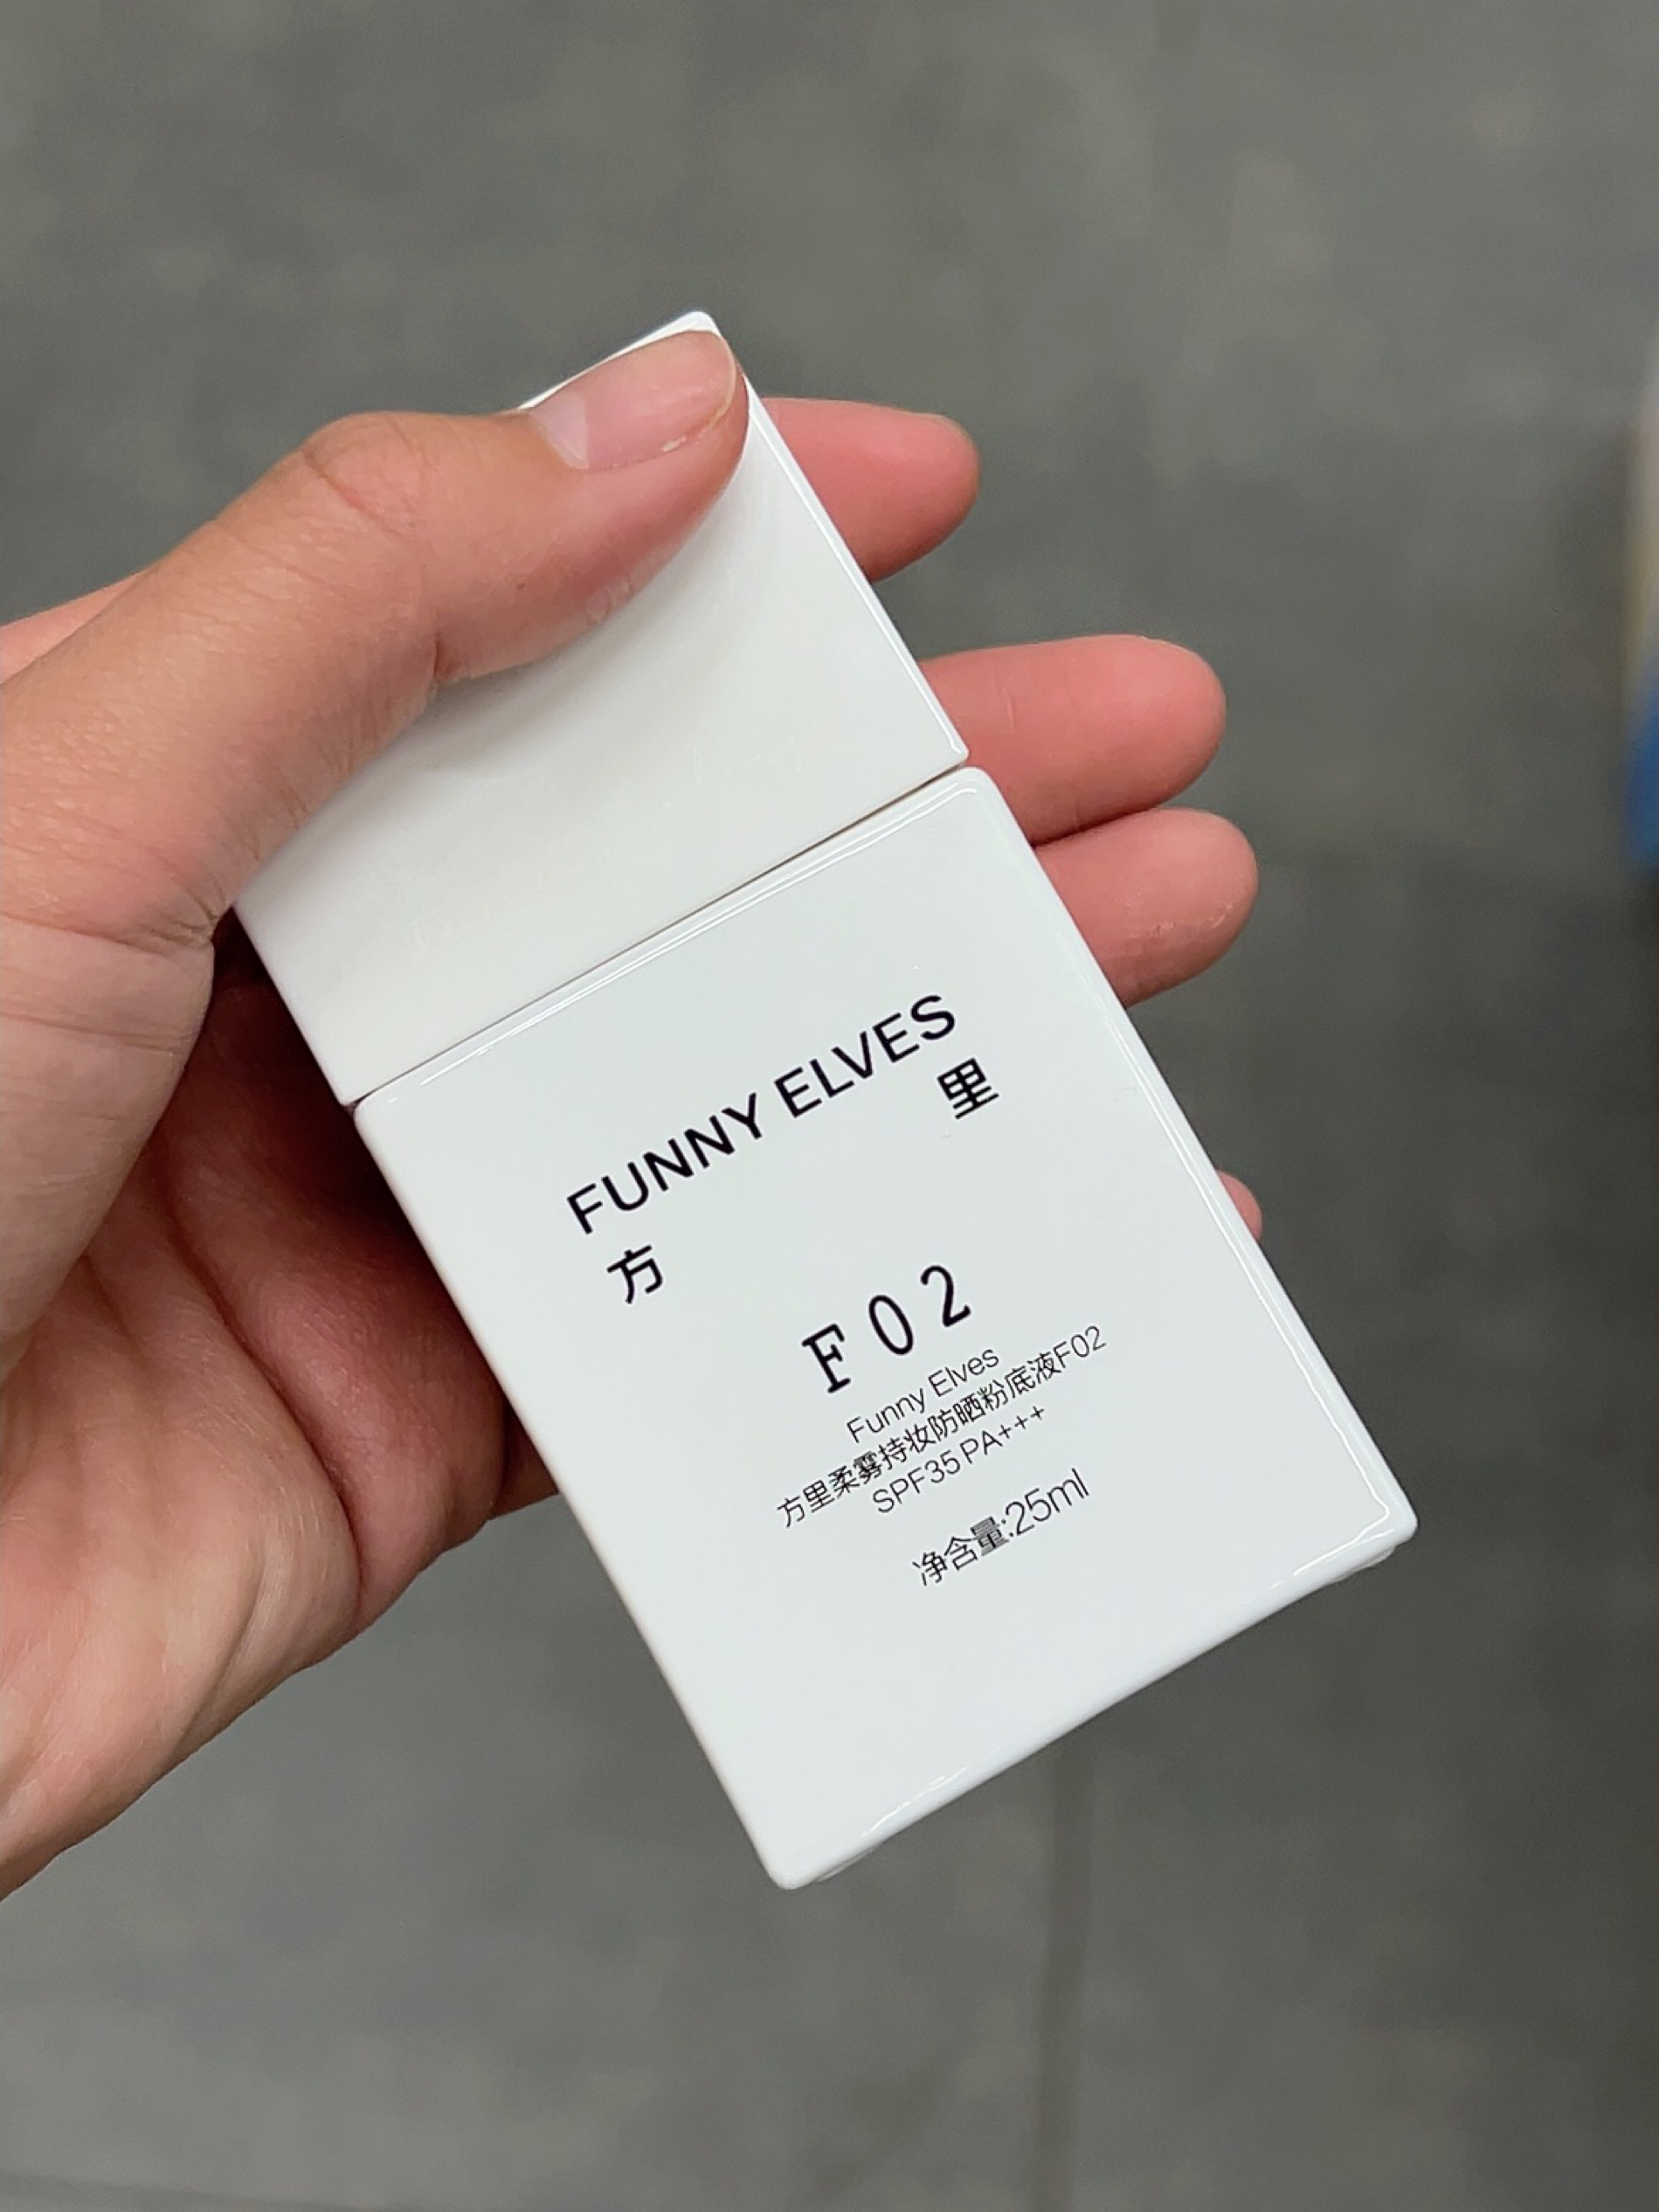 FUNNY ELVES
方 里
F02
Funny Elves
方里柔雾持妆防晒粉底液F02
SPF35 PA+++
净含量:25ml